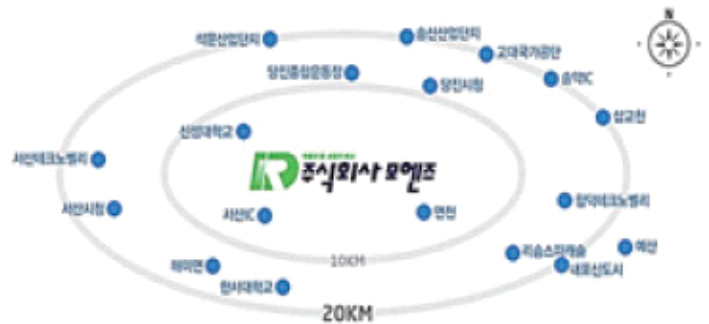 N
석문산업단지
송산산업단지
고대국가공단
당진종합운동장
당진시청
송악IC
삽교천
신성대학교
서산테크노밸리
주식회사 모엔즈
서산시청
서산IC
면천
합덕테크노밸리
리솜스파캐슬
예산
내포신도시
해미면
한서대학교
10KM
20KM